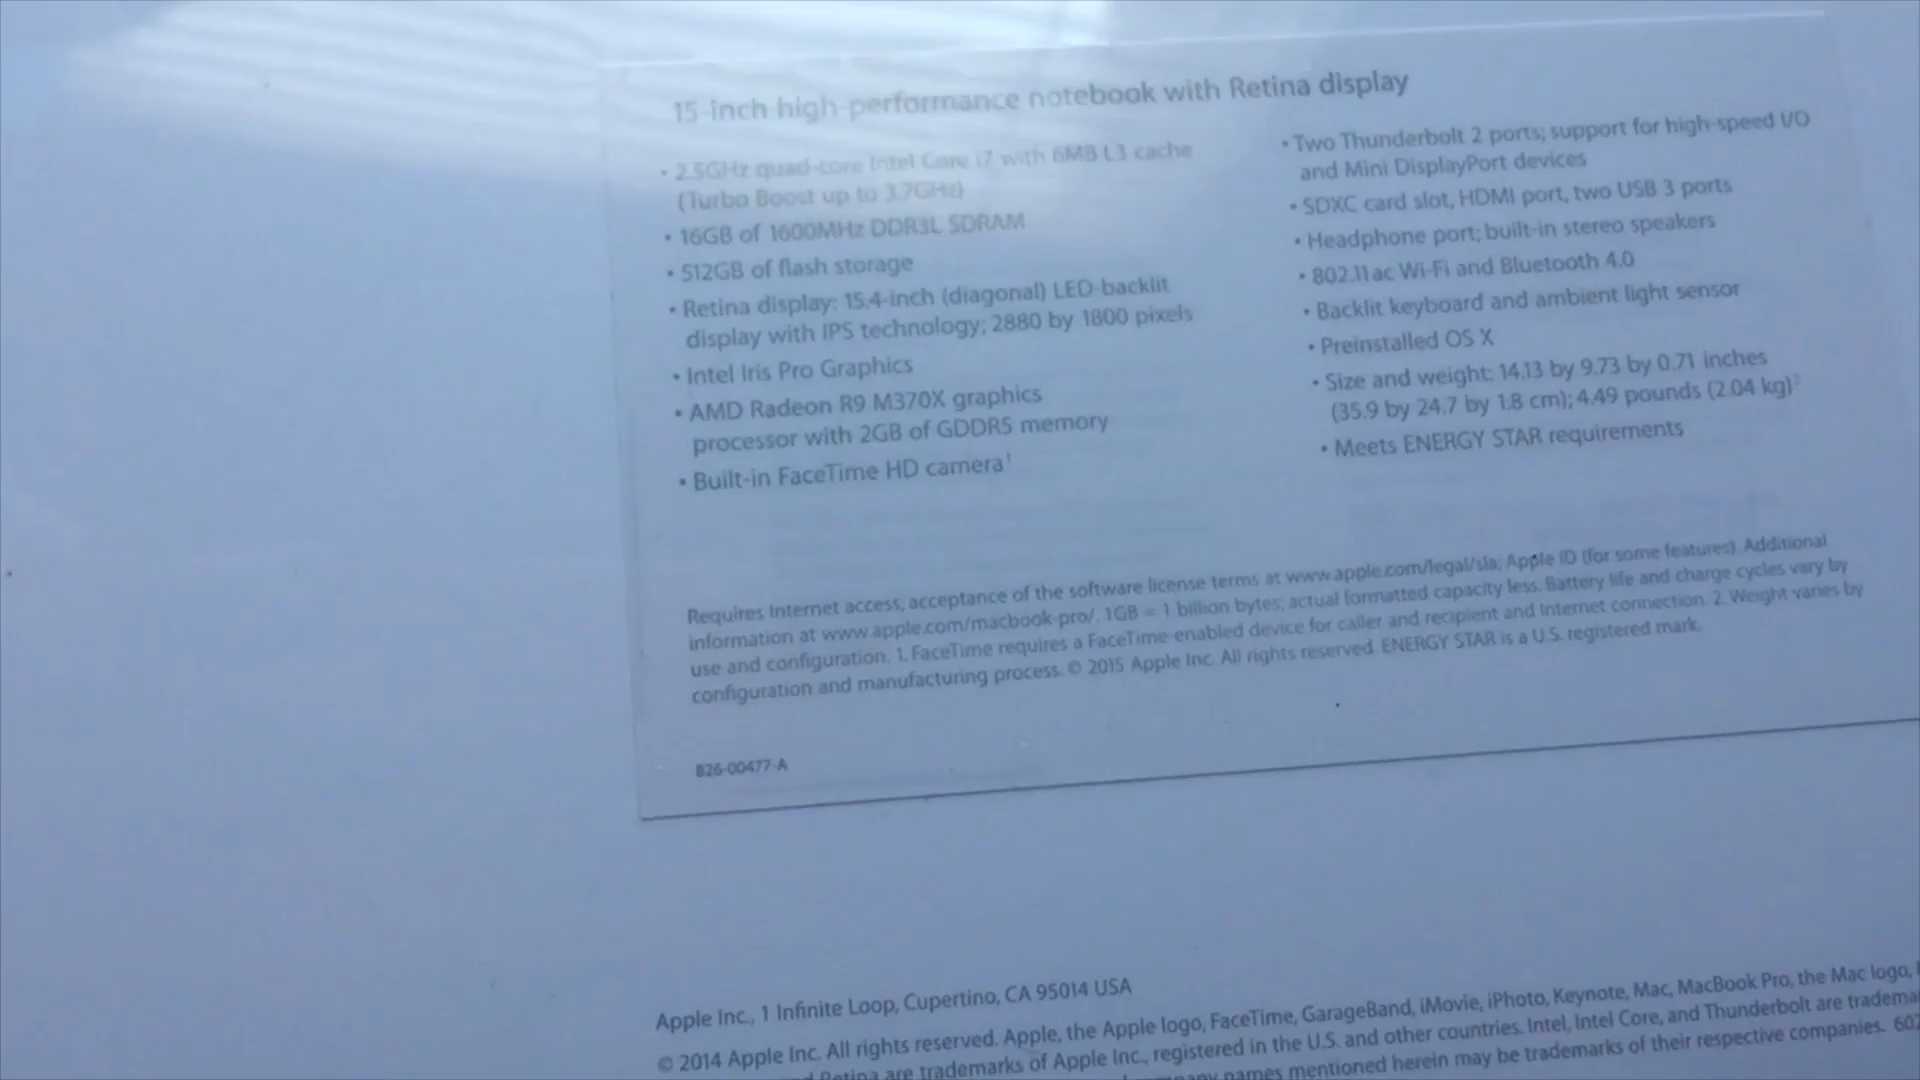 15-inch high-performance notebook with Retina display
• 2.5GHz quad-core Intel Core i7 with 6MB L3 cache
(Turbo Boost up to 3.7GHz)
• 16GB of 1600MHz DDR3L SDRAM
• 512GB of flash storage
• Retina display: 15.4-inch (diagonal) LED-backlit
display with IPS technology; 2880 by 1800 pixels
• Intel Iris Pro Graphics
• AMD Radeon R9 M370X graphics
processor with 2GB of GDDR5 memory
• Built-in FaceTime HD camera¹
• Two Thunderbolt 2 ports; support for high-speed I/O
and Mini DisplayPort devices
• SDXC card slot, HDMI port, two USB 3 ports
• Headphone port; built-in stereo speakers
• 802.11ac Wi-Fi and Bluetooth 4.0
• Backlit keyboard and ambient light sensor
• Preinstalled OS X
• Size and weight: 14.13 by 9.73 by 0.71 inches
(35.9 by 24.7 by 1.8 cm); 4.49 pounds (2.04 kg)²
• Meets ENERGY STAR requirements
Requires Internet access; acceptance of the software license terms at www.apple.com/legal/sla; Apple ID (for some features). Additional
information at www.apple.com/macbook-pro/. 1GB = 1 billion bytes; actual formatted capacity less. Battery life and charge cycles vary by
use and configuration. 1. FaceTime requires a FaceTime-enabled device for caller and recipient and Internet connection. 2. Weight varies by
configuration and manufacturing process. © 2015 Apple Inc. All rights reserved. ENERGY STAR is a U.S. registered mark.
B26-00477-A
Apple Inc., 1 Infinite Loop, Cupertino, CA 95014 USA
© 2014 Apple Inc. All rights reserved. Apple, the Apple logo, FaceTime, GarageBand, iMovie, iPhoto, Keynote, Mac, MacBook Pro, the Mac logo,
Retina are trademarks of Apple Inc., registered in the U.S. and other countries. Intel, Intel Core, and Thunderbolt are
names mentioned herein may be trademarks of their respective companies.